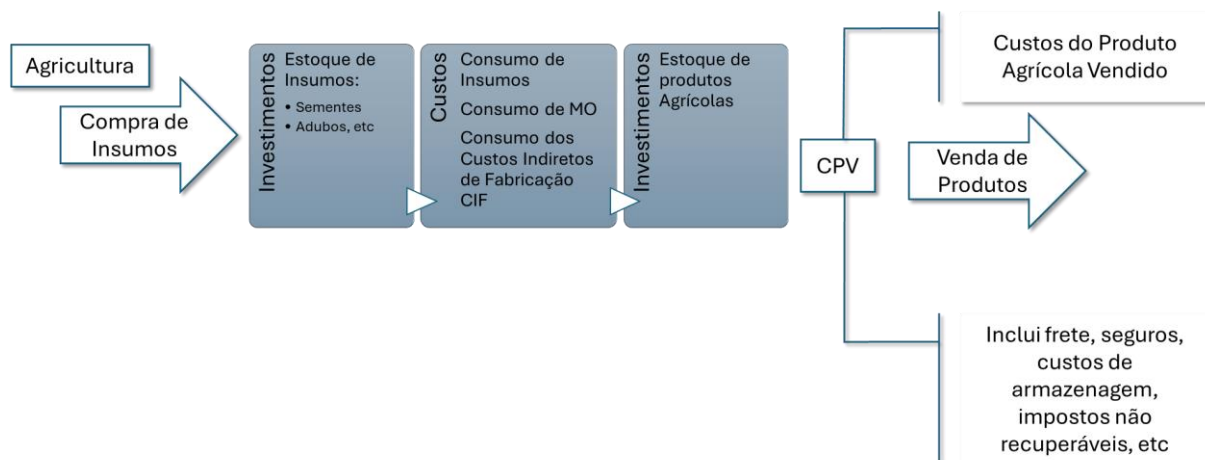 Agricultura
Compra de
Insumos
Investimentos
Estoque de
Insumos:
• Sementes
• Adubos, etc
Custos
Consumo de
Insumos
Consumo de MO
Consumo dos
Custos Indiretos
de Fabricação
CIF
Investimentos
Estoque de
produtos
Agrícolas
CPV
Custos do Produto
Agrícola Vendido
Venda de
Produtos
Inclui frete, seguros,
custos de
armazenagem,
impostos não
recuperáveis, etc